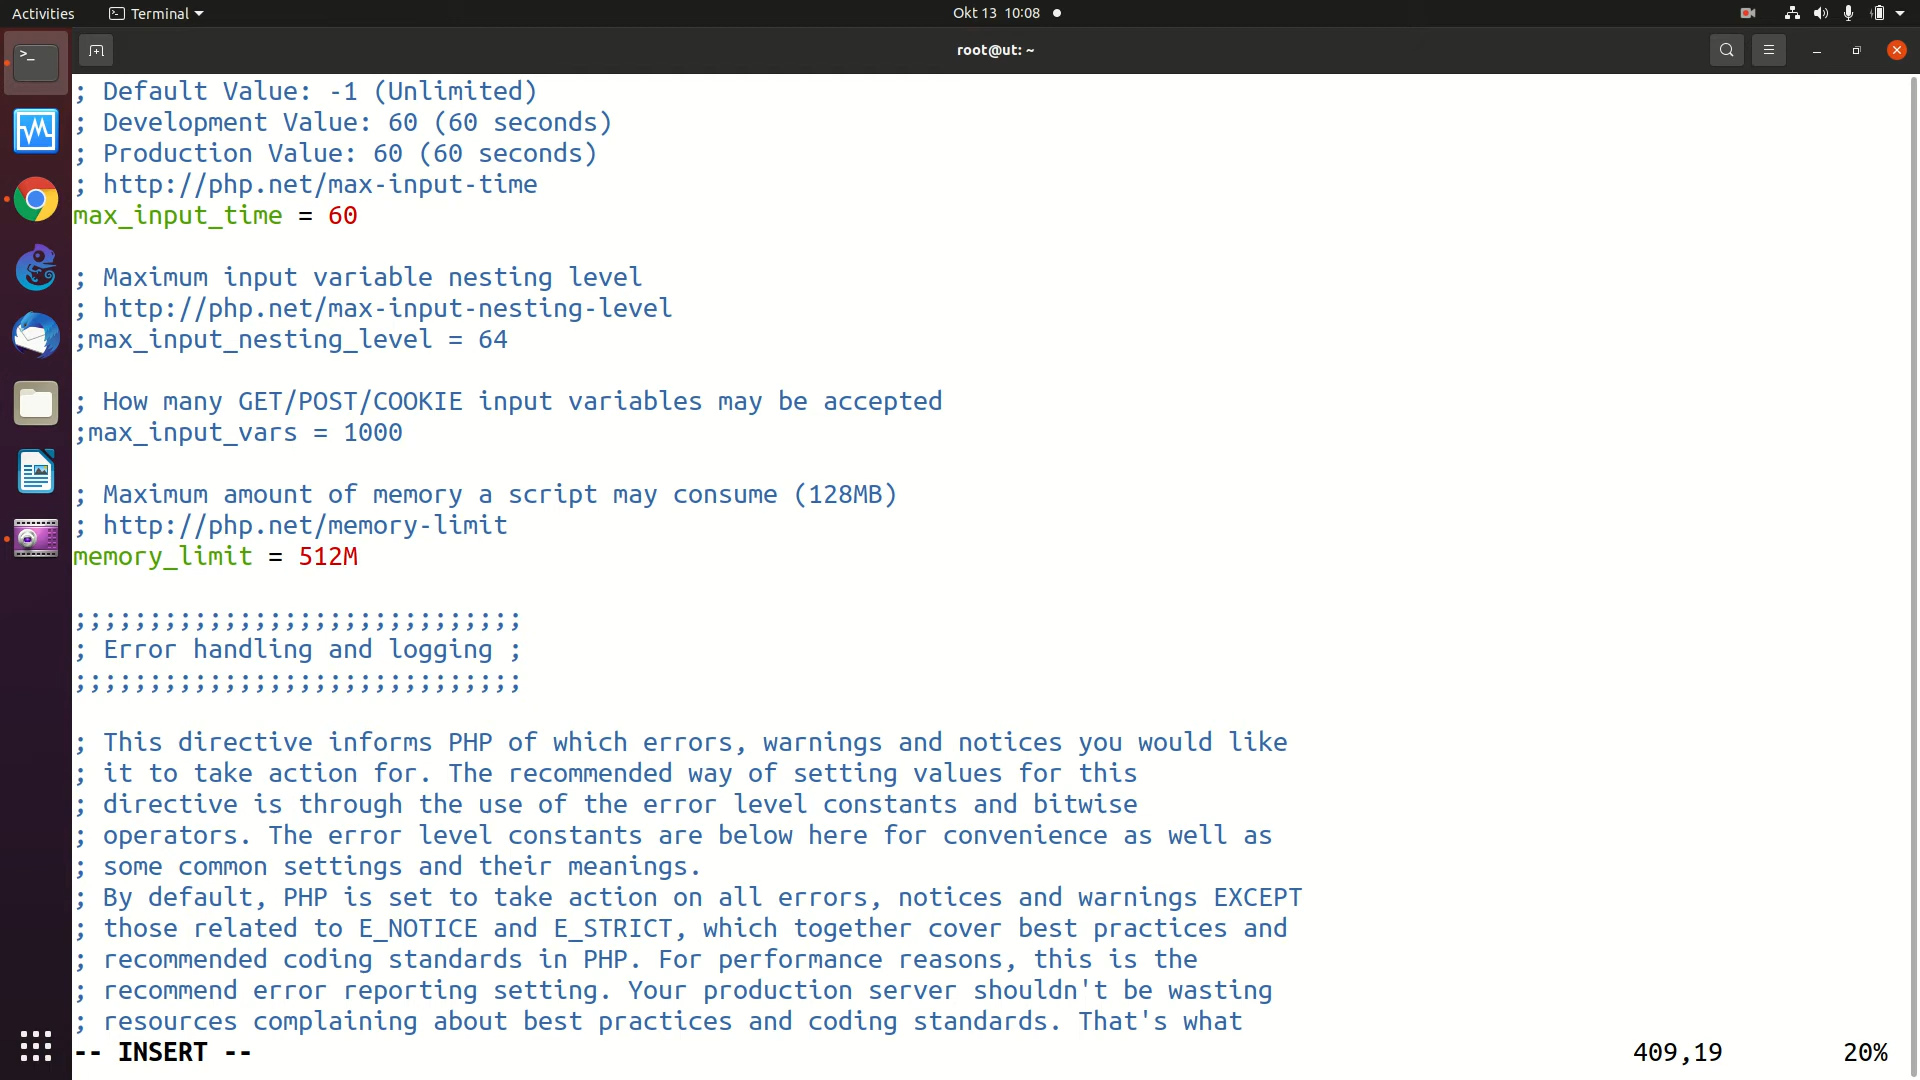 Activities
Terminal
Okt 13 10:08
root@ut: ~
; Default Value: -1 (Unlimited)
; Development Value: 60 (60 seconds)
; Production Value: 60 (60 seconds)
; http://php.net/max-input-time
max_input_time = 60
; Maximum input variable nesting level
; http://php.net/max-input-nesting-level
;max_input_nesting_level = 64
; How many GET/POST/COOKIE input variables may be accepted
;max_input_vars = 1000
; Maximum amount of memory a script may consume (128MB)
; http://php.net/memory-limit
memory_limit = 512M
;;;;;;;;;;;;;;;;;;;;;;;;;;;;;;
; Error handling and logging ;
;;;;;;;;;;;;;;;;;;;;;;;;;;;;;;
; This directive informs PHP of which errors, warnings and notices you would like
; it to take action for. The recommended way of setting values for this
; directive is through the use of the error level constants and bitwise
; operators. The error level constants are below here for convenience as well as
; some common settings and their meanings.
; By default, PHP is set to take action on all errors, notices and warnings EXCEPT
; those related to E_NOTICE and E_STRICT, which together cover best practices and
; recommended coding standards in PHP. For performance reasons, this is the
; recommend error reporting setting. Your production server shouldn't be wasting
; resources complaining about best practices and coding standards. That's what
-- INSERT --
409,19
20%